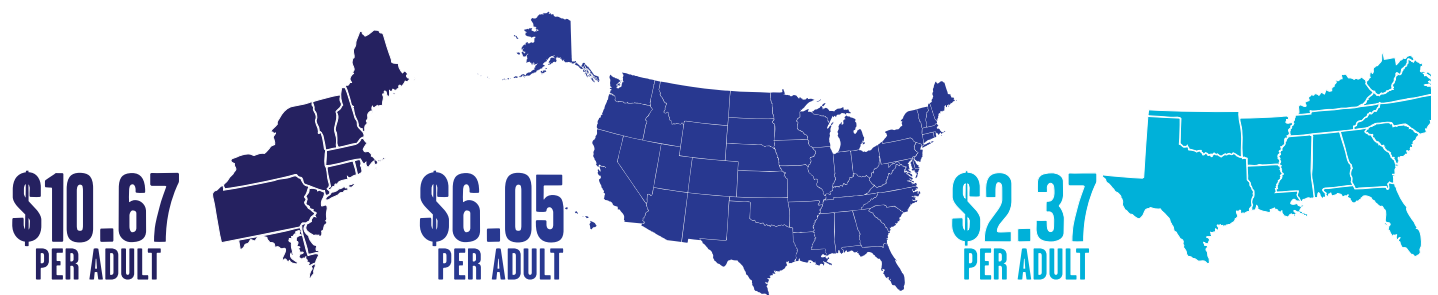 $10.67
PER ADULT
$6.05
PER ADULT
$2.37
PER ADULT